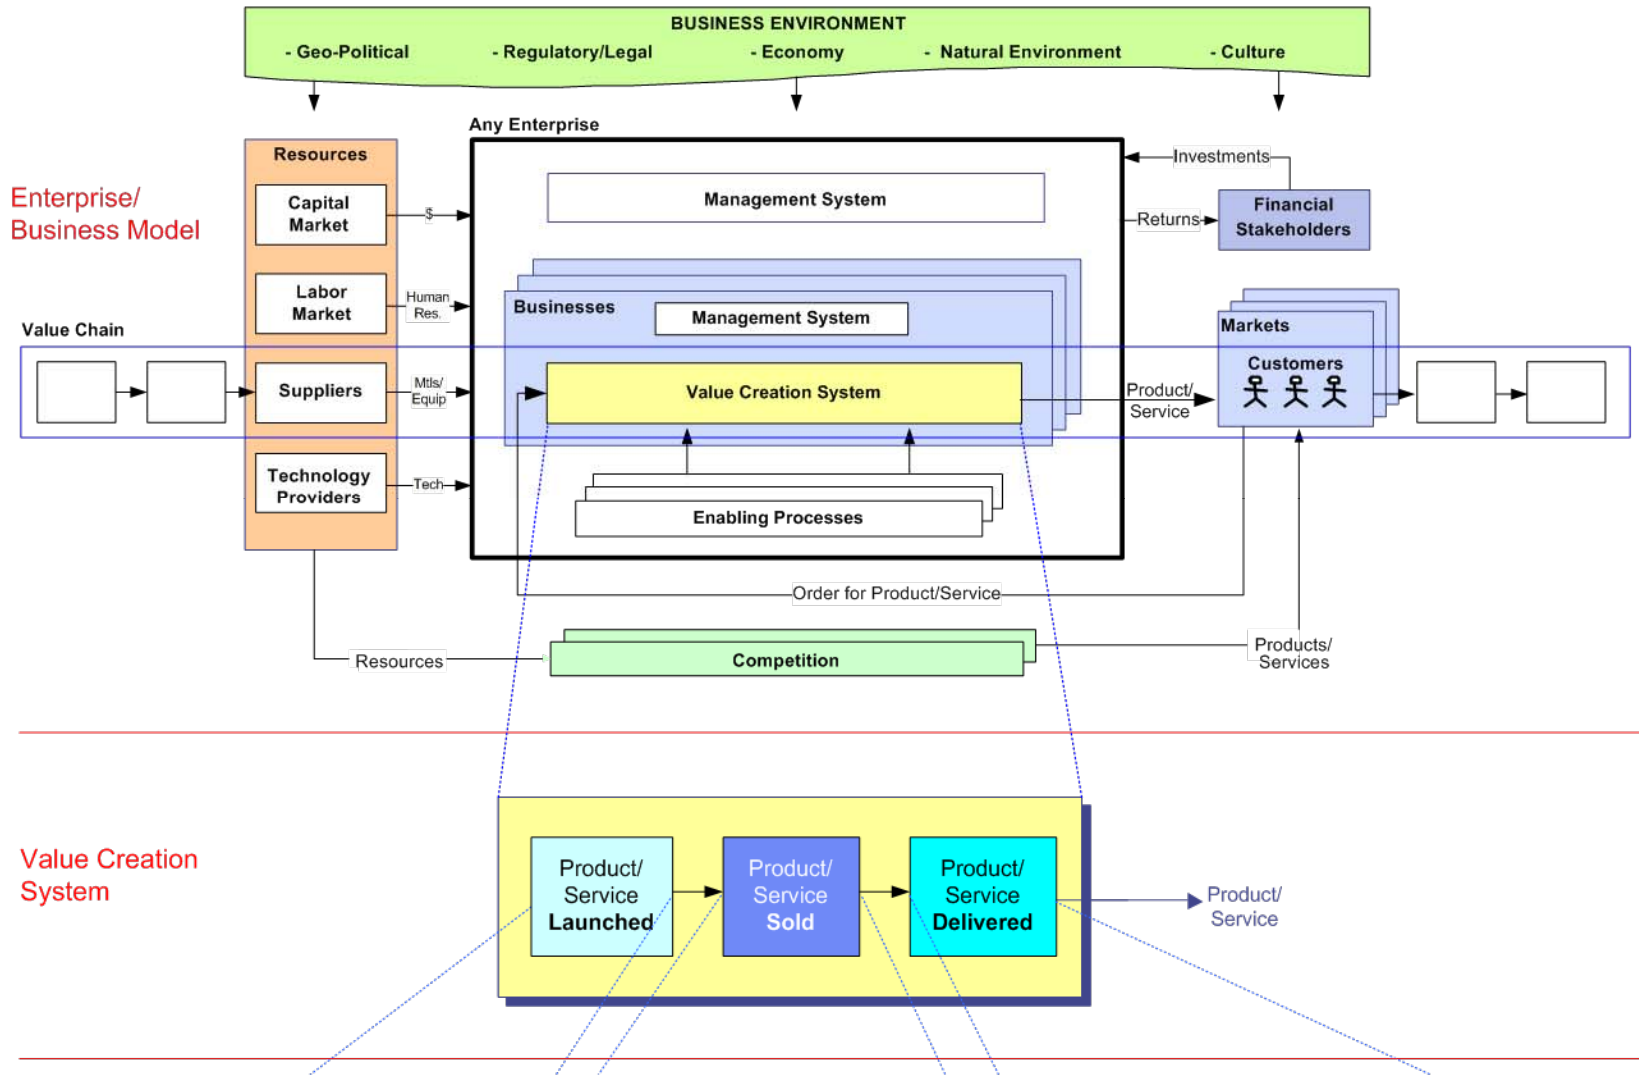 BUSINESS ENVIRONMENT
- Geo-Political - Regulatory/Legal - Economy - Natural Environment - Culture
Any Enterprise
Resources
Capital
Market
$
Labor
Market
Human
Res.
Suppliers
Mtls/
Equip
Technology
Providers
Tech
Enterprise/
Business Model
Value Chain
Management System
Businesses
Management System
Value Creation System
Enabling Processes
Investments
Financial
Stakeholders
Returns
Markets
Customers
Product/
Service
Order for Product/Service
Resources
Competition
Products/
Services
Value Creation
System
Product/
Service
Launched
Product/
Service
Sold
Product/
Service
Delivered
Product/
Service